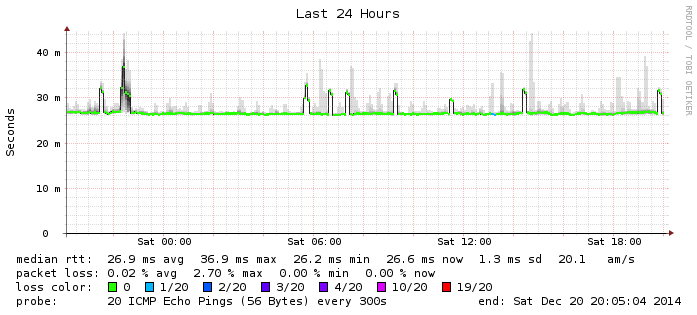 Last 24 Hours
RRDTOOL / TOBI OETIKER
Seconds
40 m
30 m
20 m
10 m
0
Sat 00:00 Sat 06:00 Sat 12:00 Sat 18:00
median rtt: 26.9 ms avg 36.9 ms max 26.2 ms min 26.6 ms now 1.3 ms sd 20.1 am/s
packet loss: 0.02 % avg 2.70 % max 0.00 % min 0.00 % now
loss color: 0 1/20 2/20 3/20 4/20 10/20 19/20
probe: 20 ICMP Echo Pings (56 Bytes) every 300s end: Sat Dec 20 20:05:04 2014